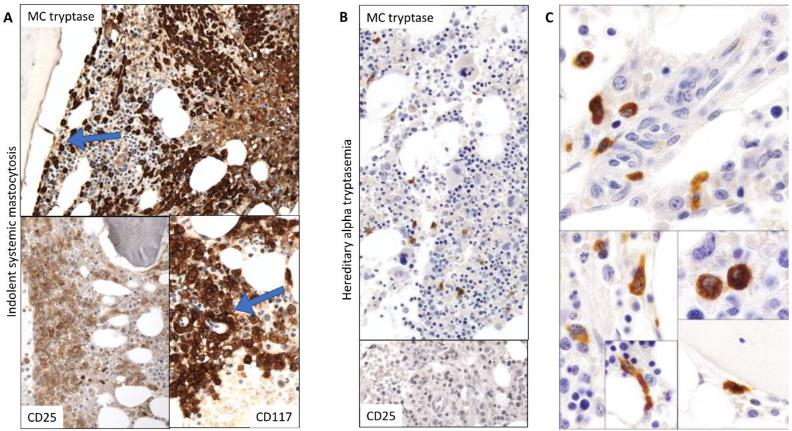 A
MC tryptase
Indolent systemic mastocytosis
CD25
CD117
B
MC tryptase
Hereditary alpha tryptasemia
CD25
C